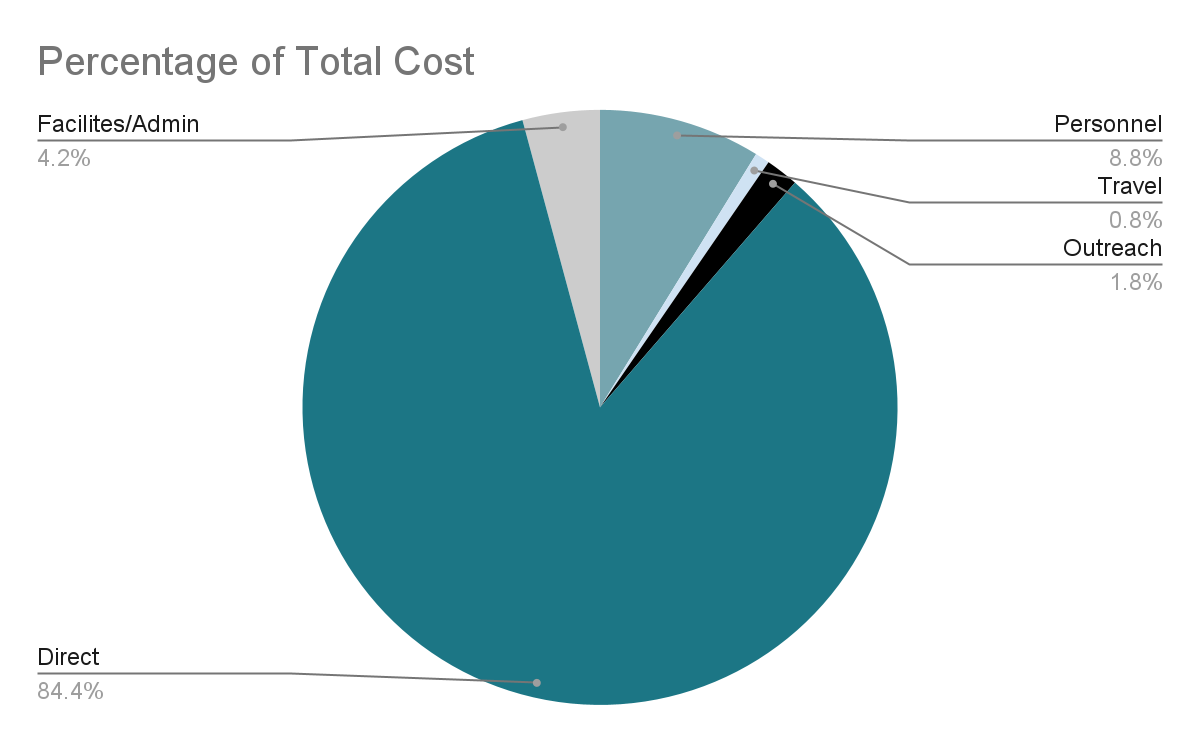 Percentage of Total Cost
Facilites/Admin
4.2%
Personnel
8.8%
Travel
0.8%
Outreach
1.8%
Direct
84.4%